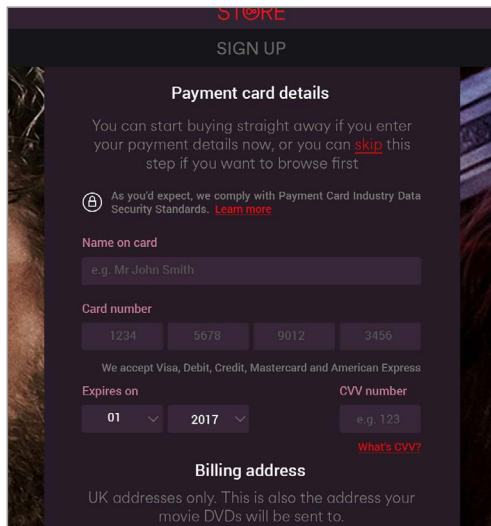 STORE
SIGN UP
Payment card details
You can start buying straight away if you enter
your payment details now, or you can skip this
step if you want to browse first
As you'd expect, we comply with Payment Card Industry Data
Security Standards. Learn more
Name on card
e.g. Mr John Smith
Card number
1234 5678 9012 3456
We accept Visa, Debit, Credit, Mastercard and American Express
Expires on CVV number
01 2017 e.g. 123
What's CVV?
Billing address
UK addresses only. This is also the address your
movie DVDs will be sent to.